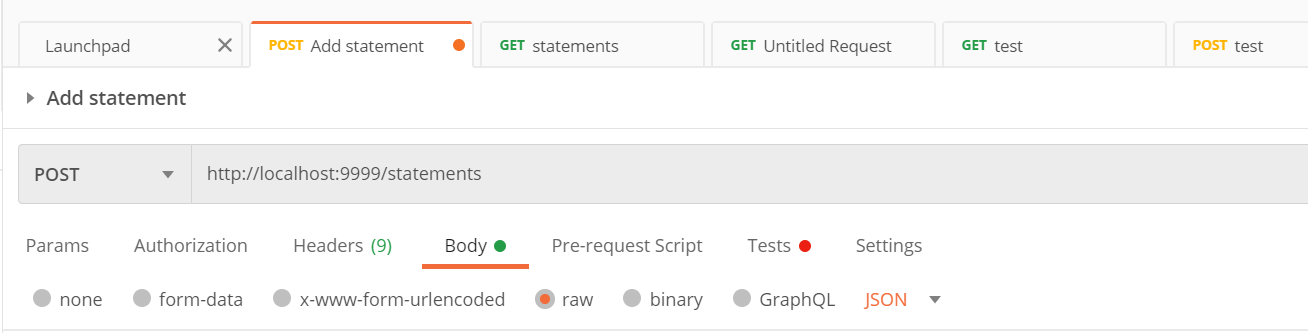 Launchpad POST Add statement GET statements GET Untitled Request GET test POST test
Add statement
POST http://localhost:9999/statements
Params Authorization Headers (9) Body Pre-request Script Tests Settings
none form-data x-www-form-urlencoded raw binary GraphQL JSON